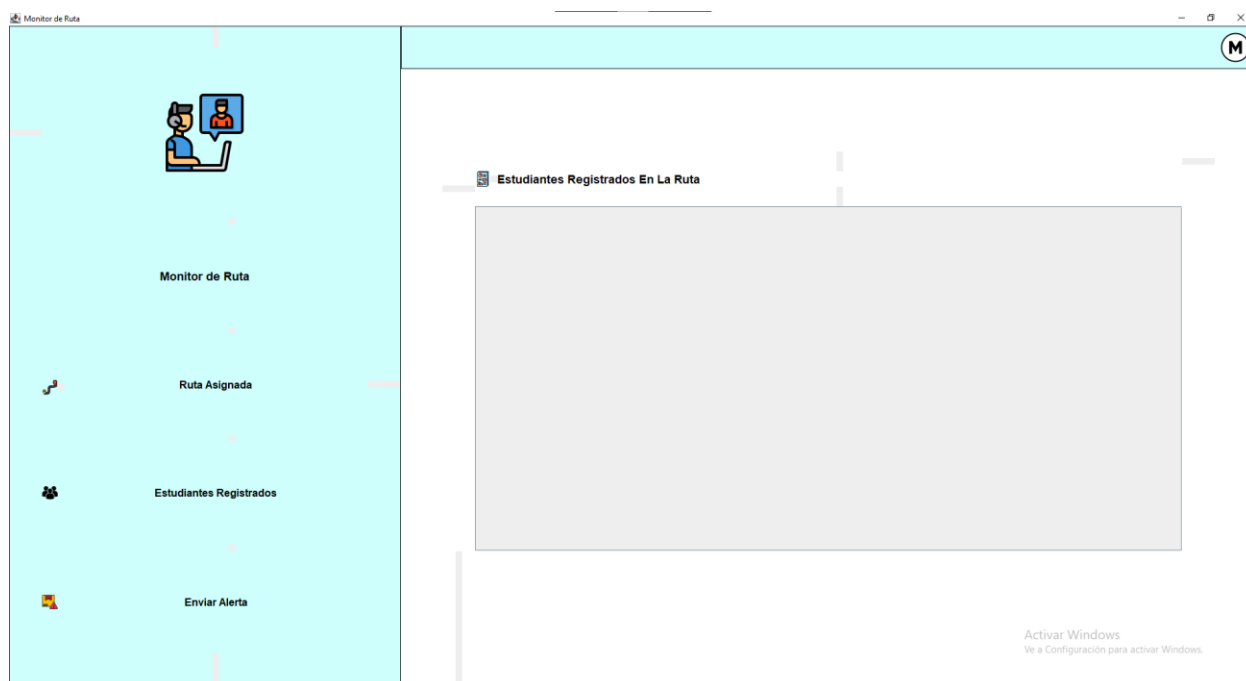 Monitor de Ruta
M
Estudiantes Registrados En La Ruta
Monitor de Ruta
Ruta Asignada
Estudiantes Registrados
Enviar Alerta
Activar Windows
Ve a Configuración para activar Windows.